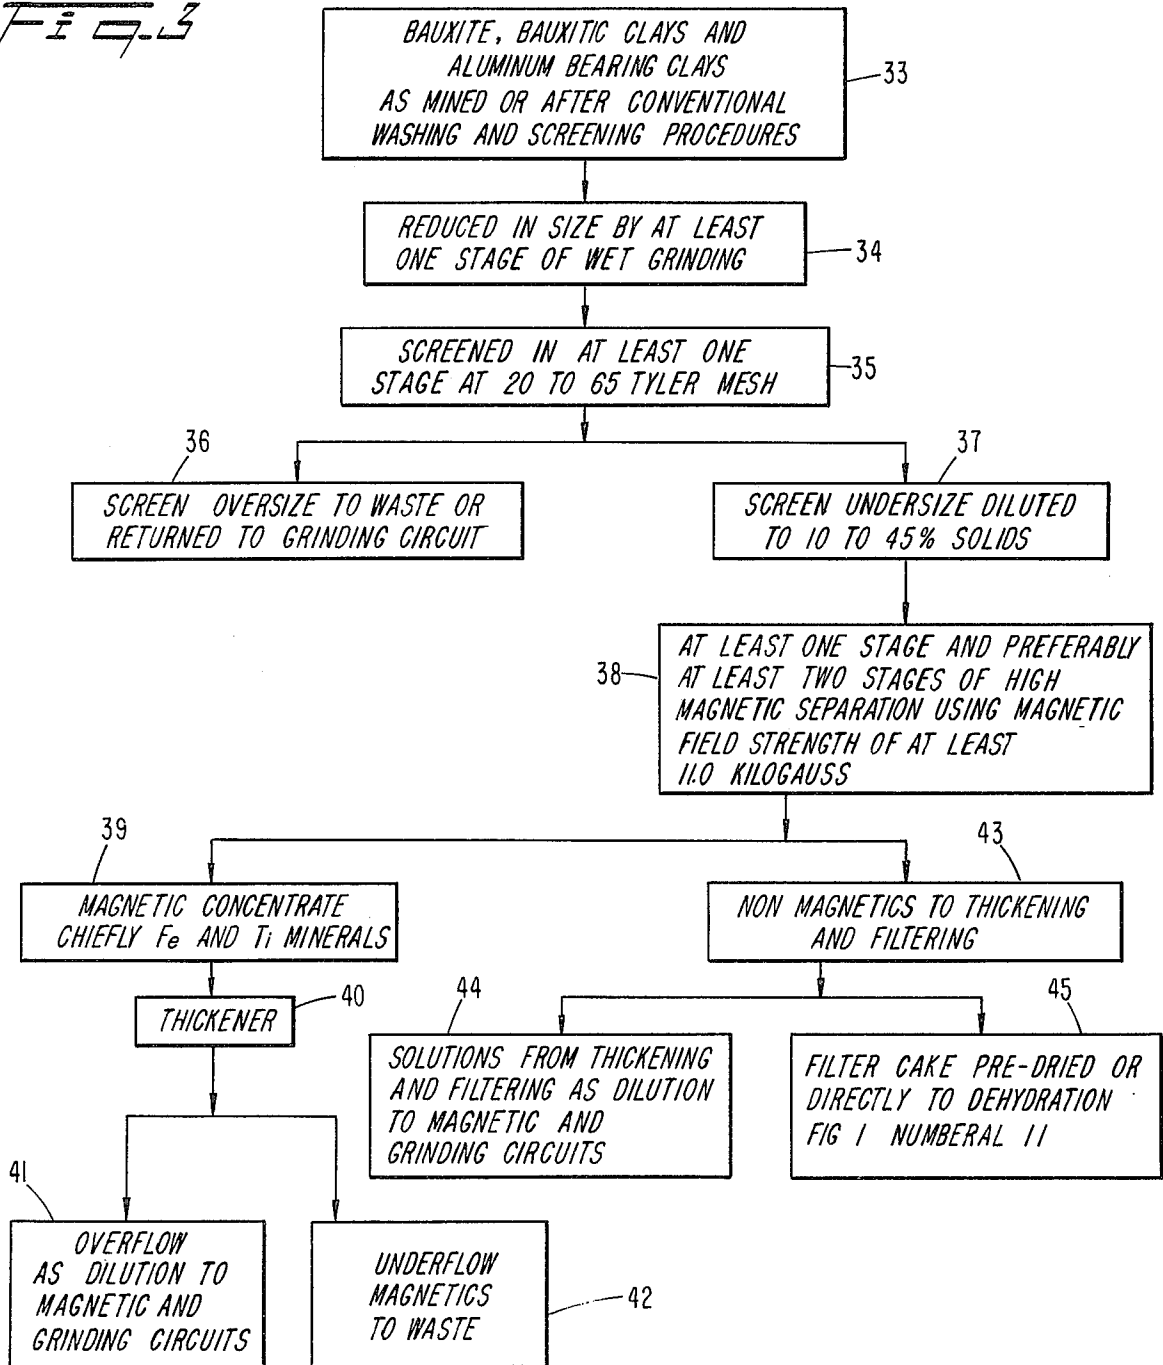 Fig. 3
BAUXITE, BAUXITIC CLAYS AND
ALUMINUM BEARING CLAYS
AS MINED OR AFTER CONVENTIONAL
WASHING AND SCREENING PROCEDURES
33
REDUCED IN SIZE BY AT LEAST
ONE STAGE OF WET GRINDING
34
SCREENED IN AT LEAST ONE
STAGE AT 20 TO 65 TYLER MESH
35
36
SCREEN OVERSIZE TO WASTE OR
RETURNED TO GRINDING CIRCUIT
37
SCREEN UNDERSIZE DILUTED
TO 10 TO 45% SOLIDS
38
AT LEAST ONE STAGE AND PREFERABLY
AT LEAST TWO STAGES OF HIGH
MAGNETIC SEPARATION USING MAGNETIC
FIELD STRENGTH OF AT LEAST
11.0 KILOGAUSS
39
MAGNETIC CONCENTRATE
CHIEFLY Fe AND Ti MINERALS
43
NON MAGNETICS TO THICKENING
AND FILTERING
40
THICKENER
44
SOLUTIONS FROM THICKENING
AND FILTERING AS DILUTION
TO MAGNETIC AND
GRINDING CIRCUITS
45
FILTER CAKE PRE-DRIED OR
DIRECTLY TO DEHYDRATION
FIG 1 NUMBERAL 11
41
OVERFLOW
AS DILUTION TO
MAGNETIC AND
GRINDING CIRCUITS
UNDERFLOW
MAGNETICS
TO WASTE
42